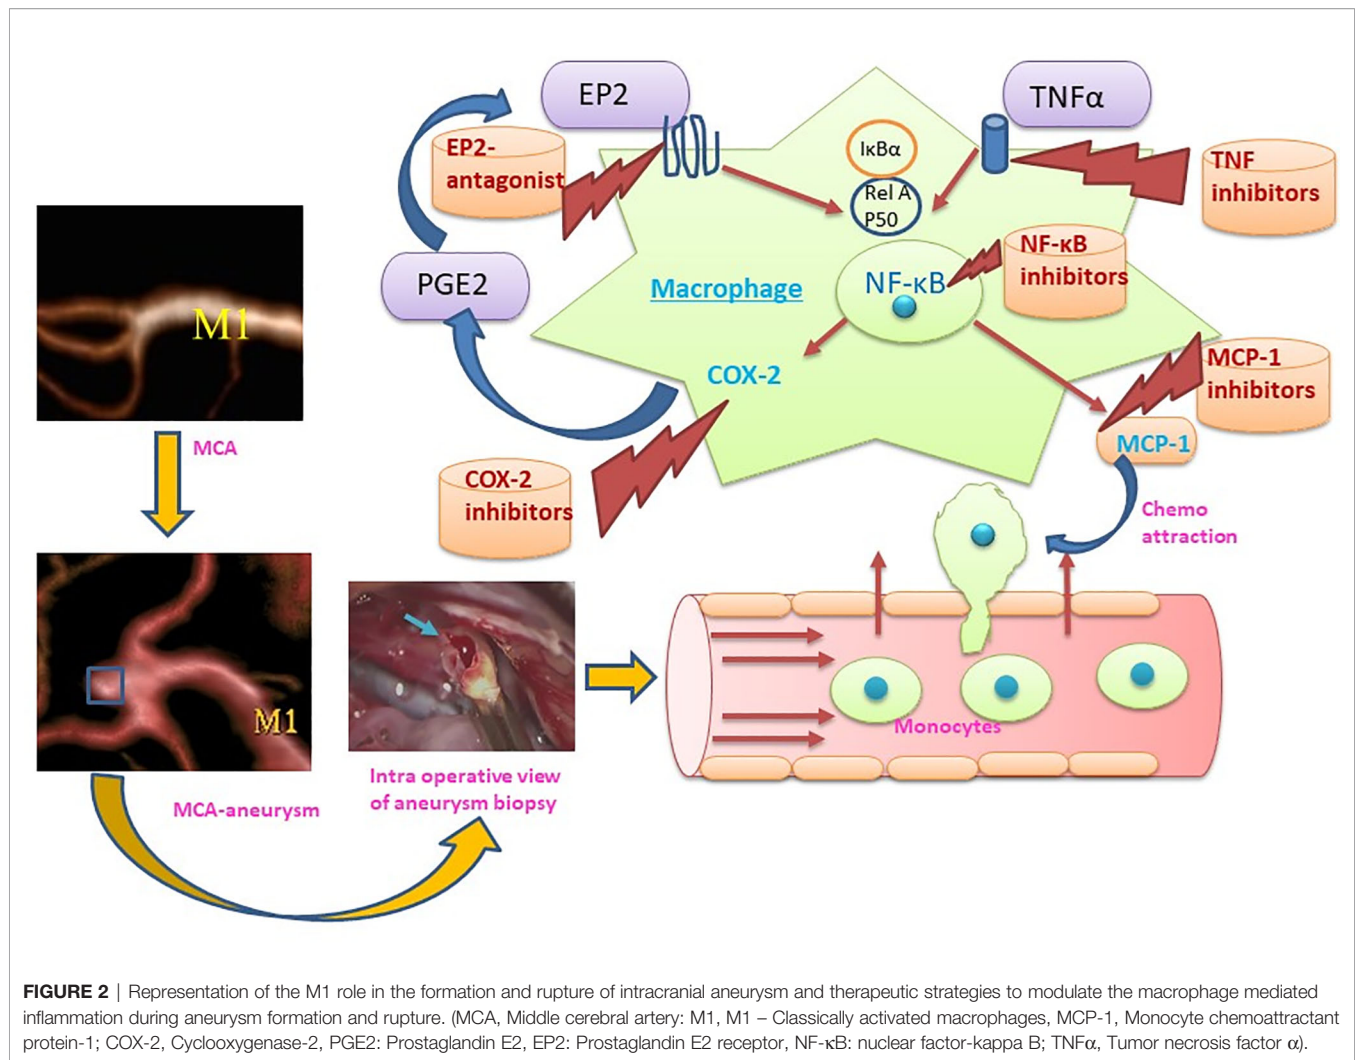 EP2
TNFα
EP2-
antagonist
IκBα
Rel A
P50
TNF
inhibitors
NF-κB
inhibitors
PGE2
Macrophage
NF-κB
M1
COX-2
MCP-1
inhibitors
MCA
MCP-1
COX-2
inhibitors
Chemo
attraction
M1
Monocytes
Intra operative view
of aneurysm biopsy
MCA-aneurysm
FIGURE 2 | Representation of the M1 role in the formation and rupture of intracranial aneurysm and therapeutic strategies to modulate the macrophage mediated
inflammation during aneurysm formation and rupture. (MCA, Middle cerebral artery: M1, M1 – Classically activated macrophages, MCP-1, Monocyte chemoattractant
protein-1; COX-2, Cyclooxygenase-2, PGE2: Prostaglandin E2, EP2: Prostaglandin E2 receptor, NF-κB: nuclear factor-kappa B; TNFα, Tumor necrosis factor α).